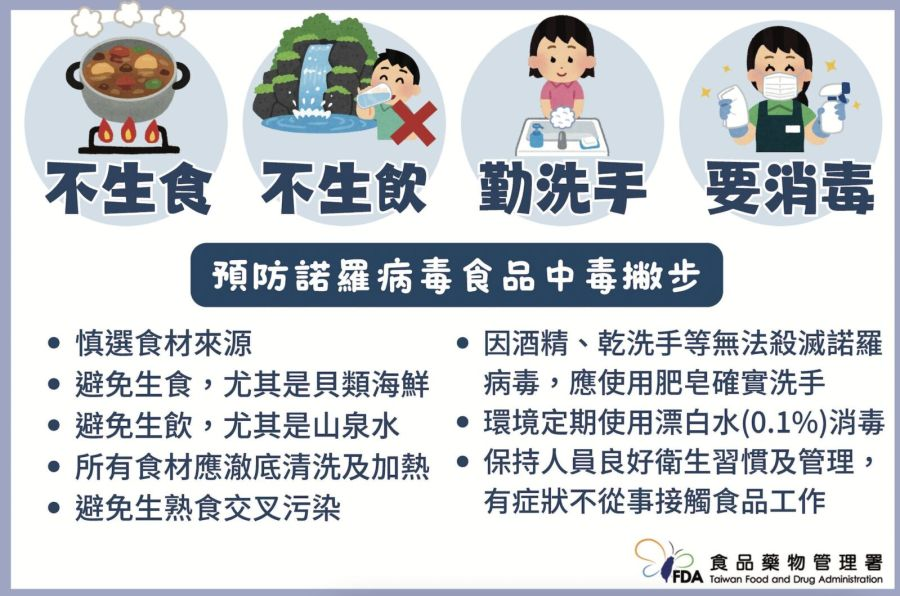 不生食
不生飲
勤洗手
要消毒
預防諾羅病毒食品中毒撇步
• 慎選食材來源
• 避免生食，尤其是貝類海鮮
• 避免生飲，尤其是山泉水
• 所有食材應澈底清洗及加熱
• 避免生熟食交叉污染
• 因酒精、乾洗手等無法殺滅諾羅
病毒，應使用肥皂確實洗手
• 環境定期使用漂白水(0.1%)消毒
• 保持人員良好衛生習慣及管理，
有症狀不從事接觸食品工作
FDA
食品藥物管理署
Taiwan Food and Drug Administration